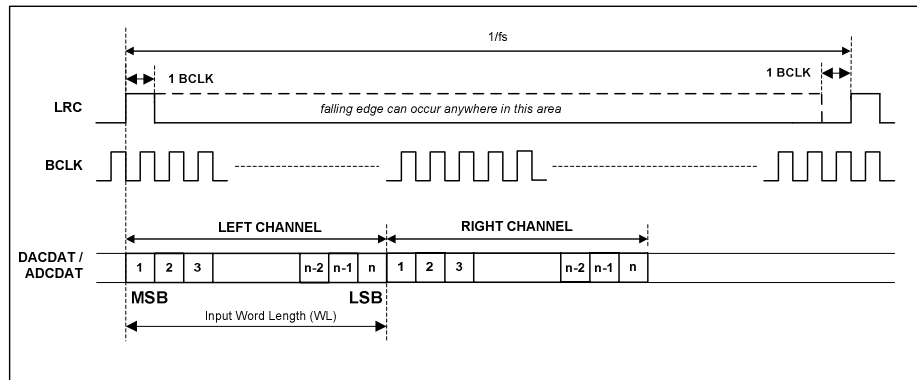 1/fs
1 BCLK
1 BCLK
LRC
falling edge can occur anywhere in this area
BCLK
LEFT CHANNEL
RIGHT CHANNEL
DACDAT /
ADCDAT
1 2 3 n-2 n-1 n 1 2 3 n-2 n-1 n
MSB LSB
Input Word Length (WL)